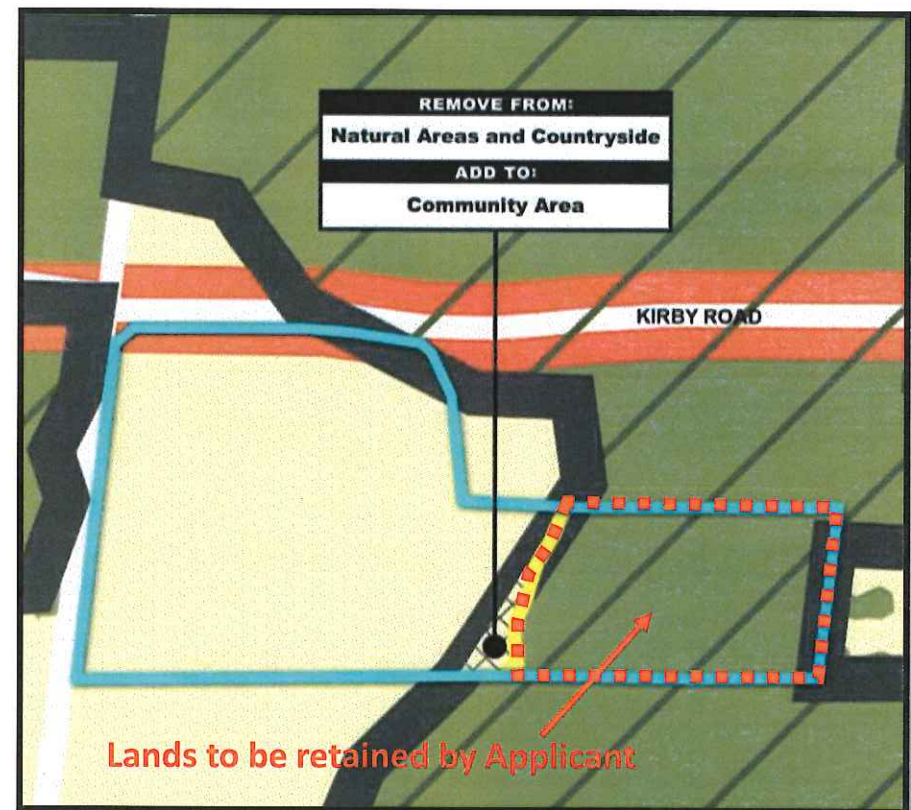 REMOVE FROM:
Natural Areas and Countryside
ADD TO:
Community Area
KIRBY ROAD
Lands to be retained by Applicant